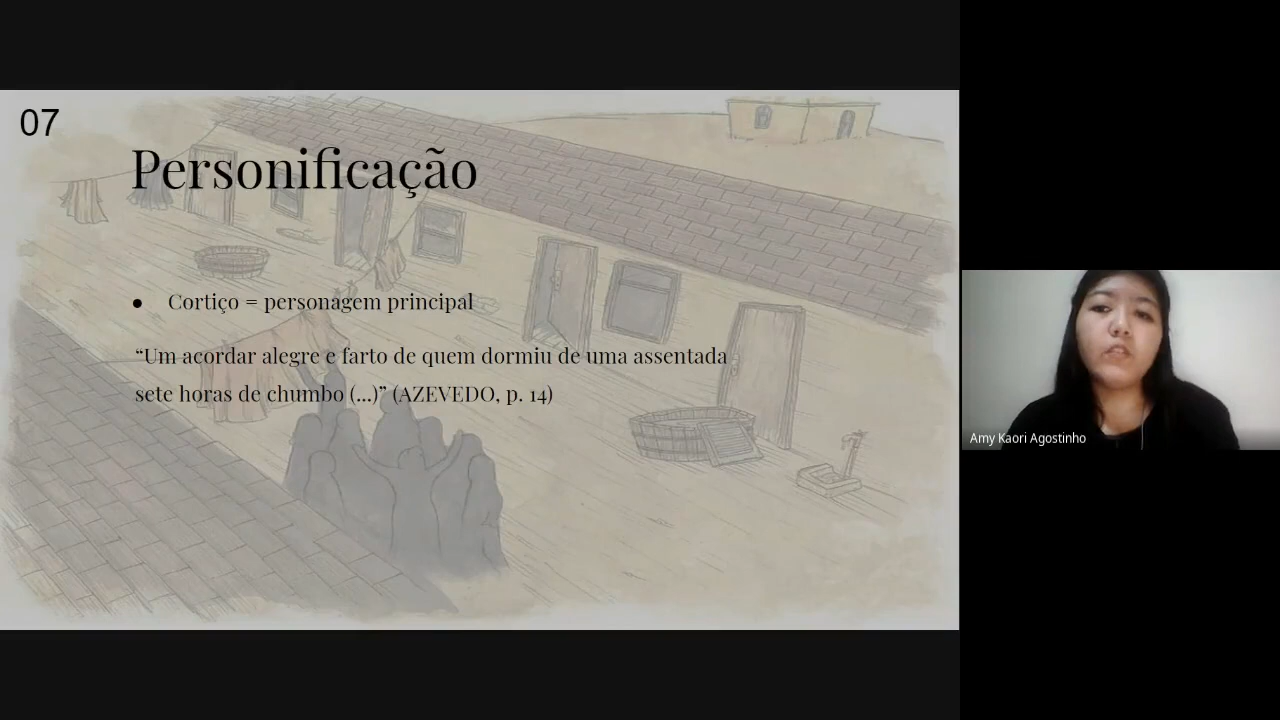 07
Personificação
● Cortiço = personagem principal
“Um acordar alegre e farto de quem dormiu de uma assentada
sete horas de chumbo (...)” (AZEVEDO, p. 14)
Amy Kaori Agostinho